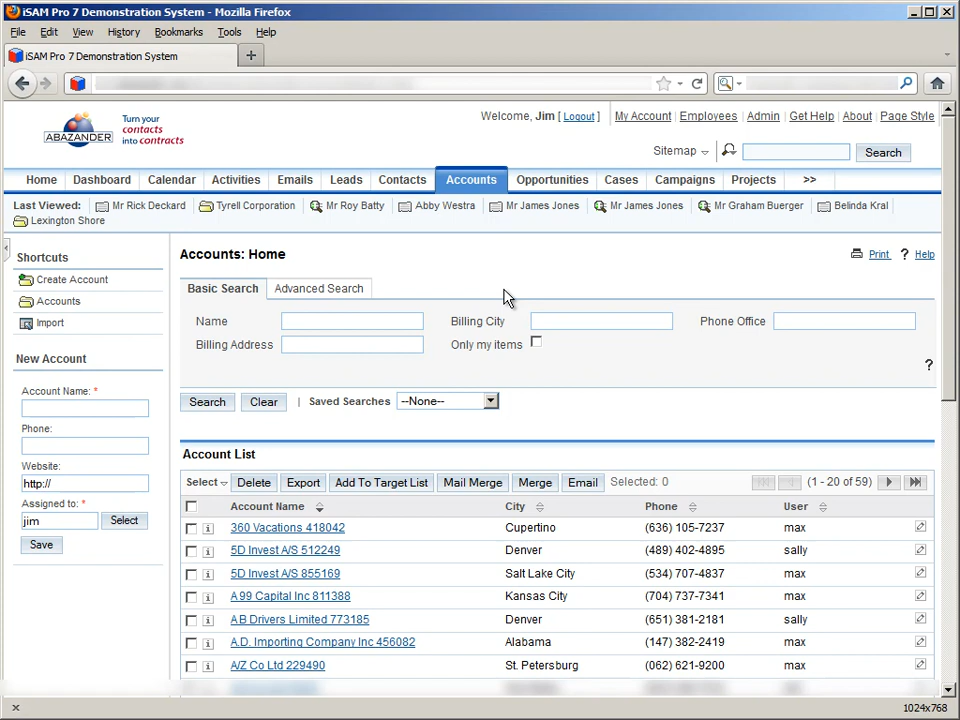 iSAM Pro 7 Demonstration System - Mozilla Firefox
File Edit View History Bookmarks Tools Help
iSAM Pro 7 Demonstration System
ABAZANDER
Turn your
contacts
into contracts
Welcome, Jim [ Logout ] My Account Employees Admin Get Help About Page Style
Sitemap Search
Home Dashboard Calendar Activities Emails Leads Contacts Accounts Opportunities Cases Campaigns Projects >>
Last Viewed: Mr Rick Deckard Tyrell Corporation Mr Roy Batty Abby Westra Mr James Jones Mr James Jones Mr Graham Buerger Belinda Kral
Lexington Shore
Shortcuts
Create Account
Accounts
Import
New Account
Account Name: *
Phone:
Website:
http://
Assigned to: *
jim Select
Save
Accounts: Home
Print ? Help
Basic Search Advanced Search
Name Billing City Phone Office
Billing Address Only my items
?
Search Clear | Saved Searches --None--
Account List
Select Delete Export Add To Target List Mail Merge Merge Email Selected: 0 (1 - 20 of 59)
Account Name City Phone User
360 Vacations 418042 Cupertino (636) 105-7237 max
5D Invest A/S 512249 Denver (489) 402-4895 sally
5D Invest A/S 855169 Salt Lake City (534) 707-4837 max
A 99 Capital Inc 811388 Kansas City (704) 737-7341 max
A B Drivers Limited 773185 Denver (651) 381-2181 sally
A.D. Importing Company Inc 456082 Alabama (147) 382-2419 max
A/Z Co Ltd 229490 St. Petersburg (062) 621-9200 max
× 1024x768